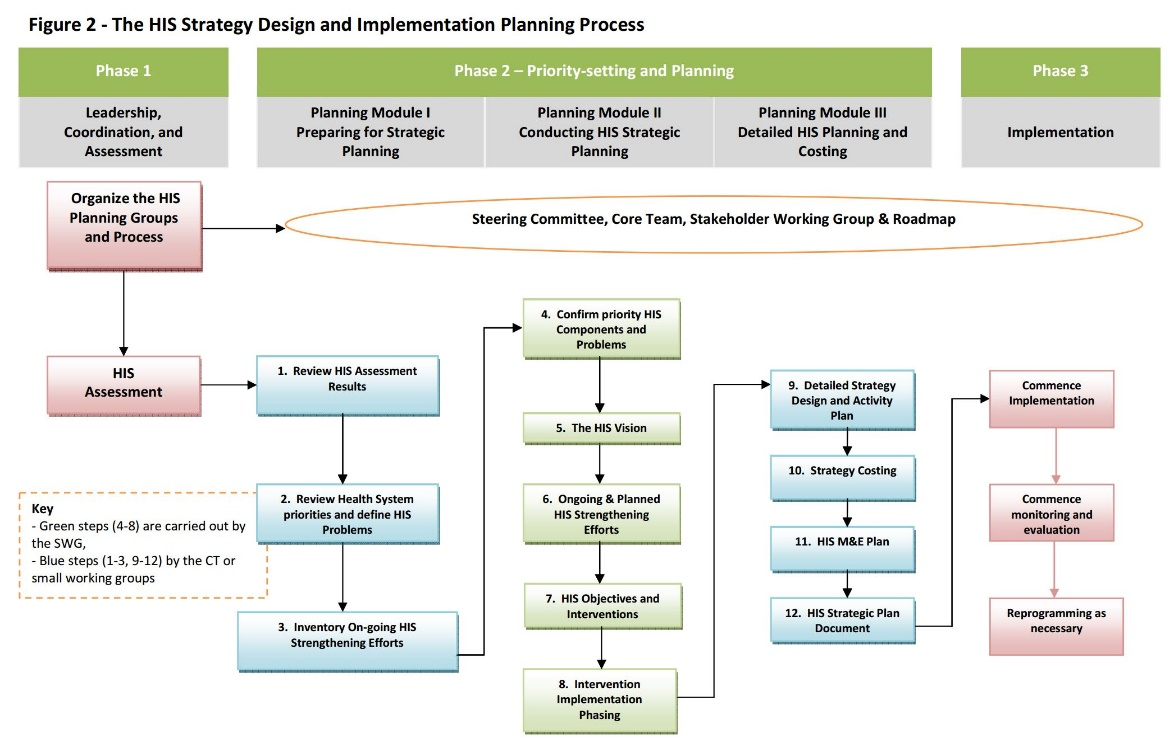 Figure 2 - The HIS Strategy Design and Implementation Planning Process
Phase 1
Phase 2 – Priority-setting and Planning
Phase 3
Leadership,
Coordination, and
Assessment
Planning Module I
Preparing for Strategic
Planning
Planning Module II
Conducting HIS Strategic
Planning
Planning Module III
Detailed HIS Planning and
Costing
Implementation
Organize the HIS
Planning Groups
and Process
Steering Committee, Core Team, Stakeholder Working Group & Roadmap
HIS
Assessment
1. Review HIS Assessment
Results
2. Review Health System
priorities and define HIS
Problems
3. Inventory On-going HIS
Strengthening Efforts
Key
- Green steps (4-8) are carried out by
the SWG,
- Blue steps (1-3, 9-12) by the CT or
small working groups
4. Confirm priority HIS
Components and
Problems
5. The HIS Vision
6. Ongoing & Planned
HIS Strengthening
Efforts
7. HIS Objectives and
Interventions
8. Intervention
Implementation
Phasing
9. Detailed Strategy
Design and Activity
Plan
10. Strategy Costing
11. HIS M&E Plan
12. HIS Strategic Plan
Document
Commence
Implementation
Commence
monitoring and
evaluation
Reprogramming as
necessary